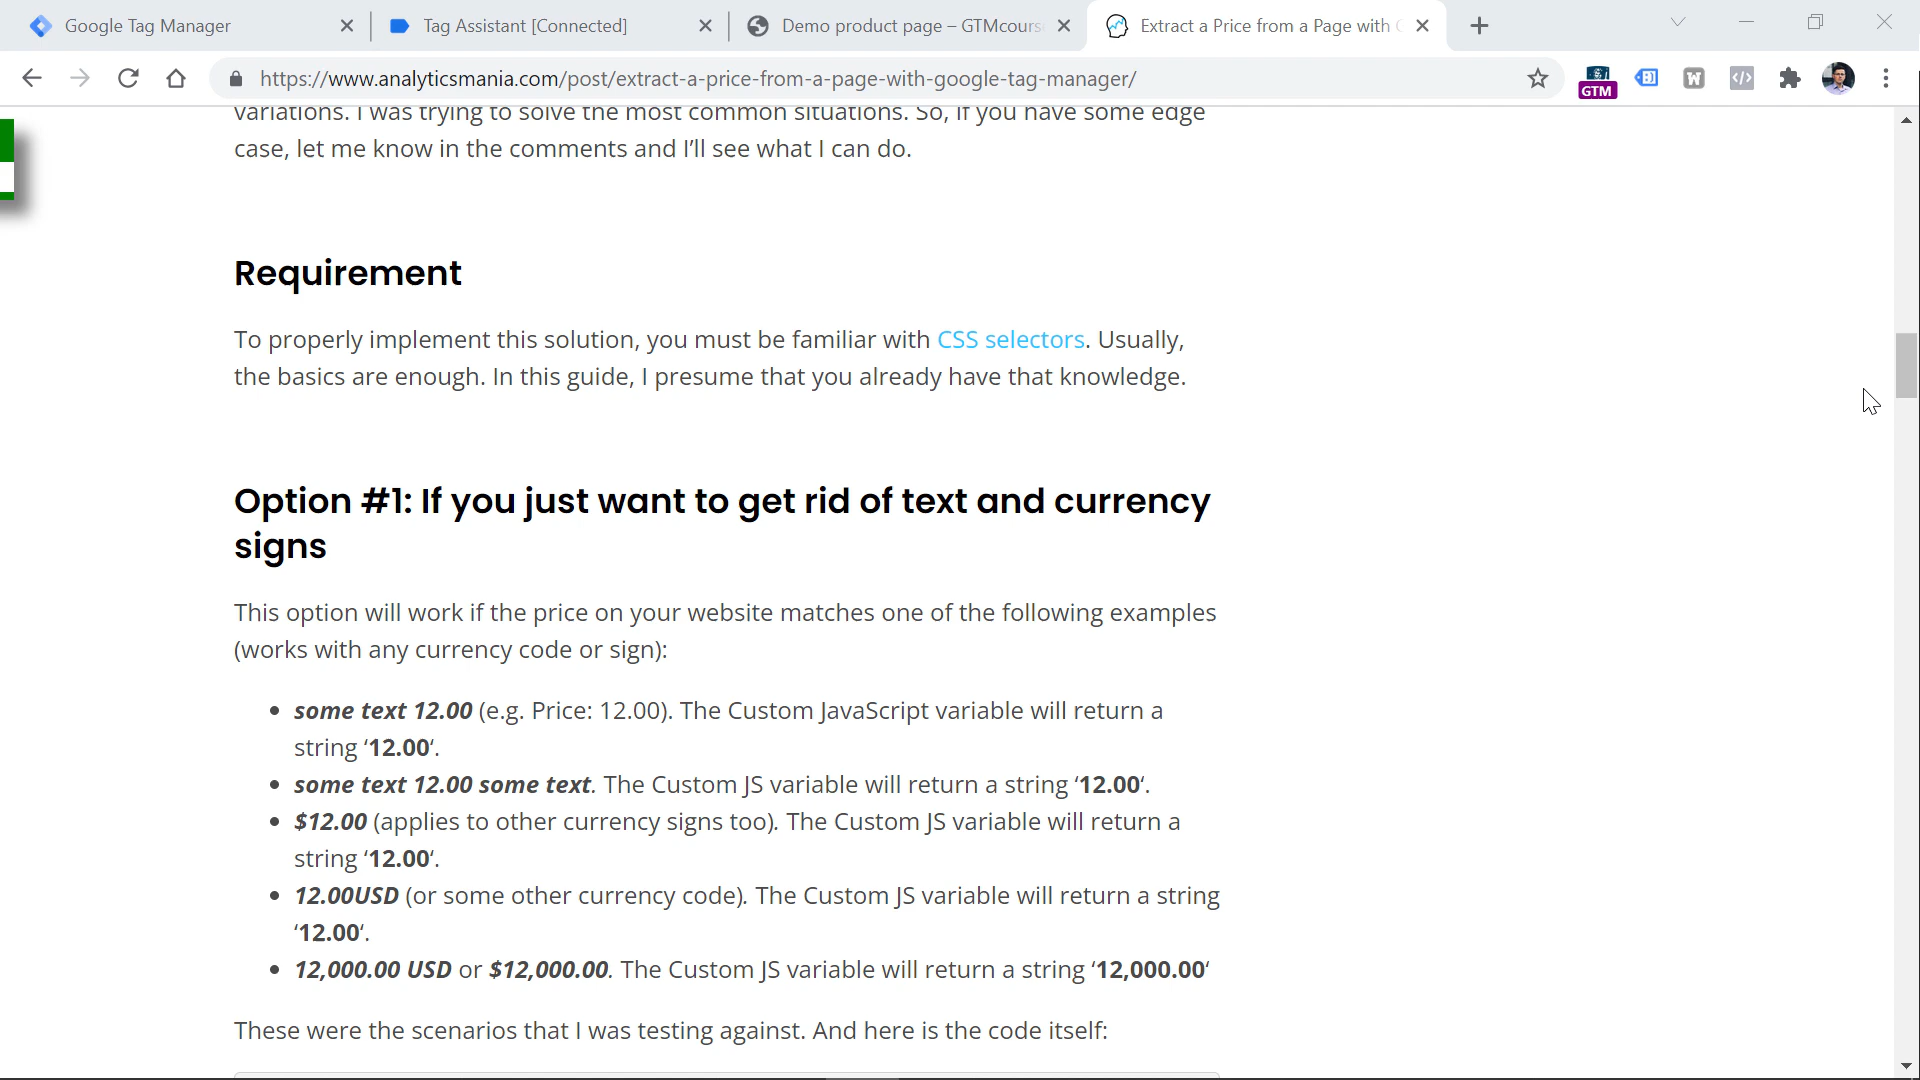 Google Tag Manager
Tag Assistant [Connected]
Demo product page – GTMcours
Extract a Price from a Page with G
https://www.analyticsmania.com/post/extract-a-price-from-a-page-with-google-tag-manager/
GTM
variations. I was trying to solve the most common situations. So, if you have some edge
case, let me know in the comments and I’ll see what I can do.
Requirement
To properly implement this solution, you must be familiar with CSS selectors. Usually,
the basics are enough. In this guide, I presume that you already have that knowledge.
Option #1: If you just want to get rid of text and currency
signs
This option will work if the price on your website matches one of the following examples
(works with any currency code or sign):
• some text 12.00 (e.g. Price: 12.00). The Custom JavaScript variable will return a
string ‘12.00‘.
• some text 12.00 some text. The Custom JS variable will return a string ‘12.00‘.
• $12.00 (applies to other currency signs too). The Custom JS variable will return a
string ‘12.00‘.
• 12.00USD (or some other currency code). The Custom JS variable will return a string
‘12.00‘.
• 12,000.00 USD or $12,000.00. The Custom JS variable will return a string ‘12,000.00‘
These were the scenarios that I was testing against. And here is the code itself: